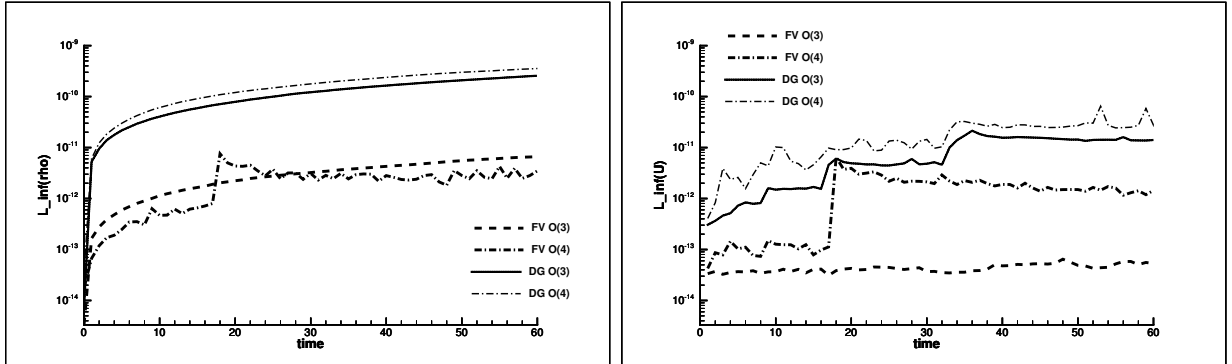 10^-9
10^-10
10^-11
10^-12
10^-13
10^-14
L_inf(rho)
FV O(3)
FV O(4)
DG O(3)
DG O(4)
0 10 20 30 40 50 60
time
FV O(3)
FV O(4)
DG O(3)
DG O(4)
10^-9
10^-10
10^-11
10^-12
10^-13
10^-14
L_inf(U)
0 10 20 30 40 50 60
time